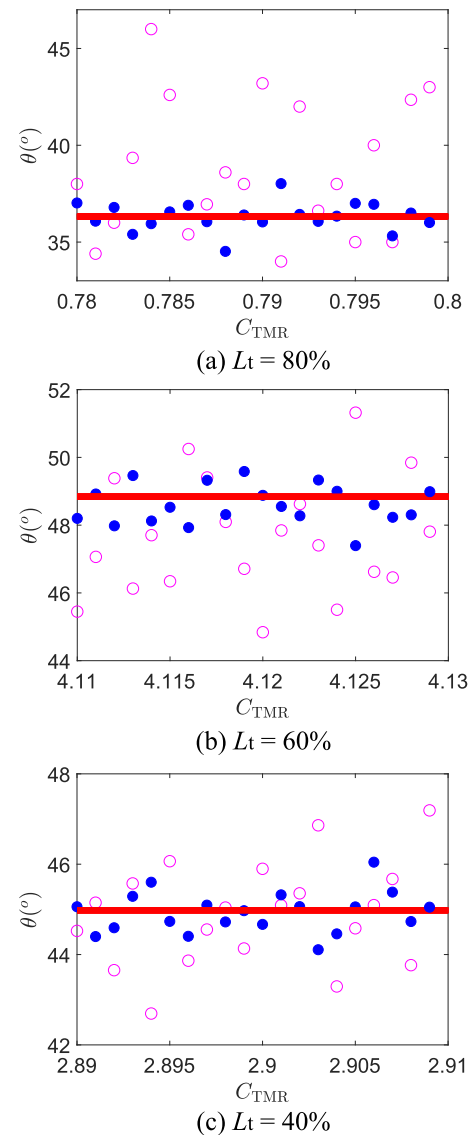 45
40
35
θ(°)
0.78 0.785 0.79 0.795 0.8
C_TMR
(a) Lt = 80%
52
50
48
46
44
θ(°)
4.11 4.115 4.12 4.125 4.13
C_TMR
(b) Lt = 60%
48
46
44
42
θ(°)
2.89 2.895 2.9 2.905 2.91
C_TMR
(c) Lt = 40%